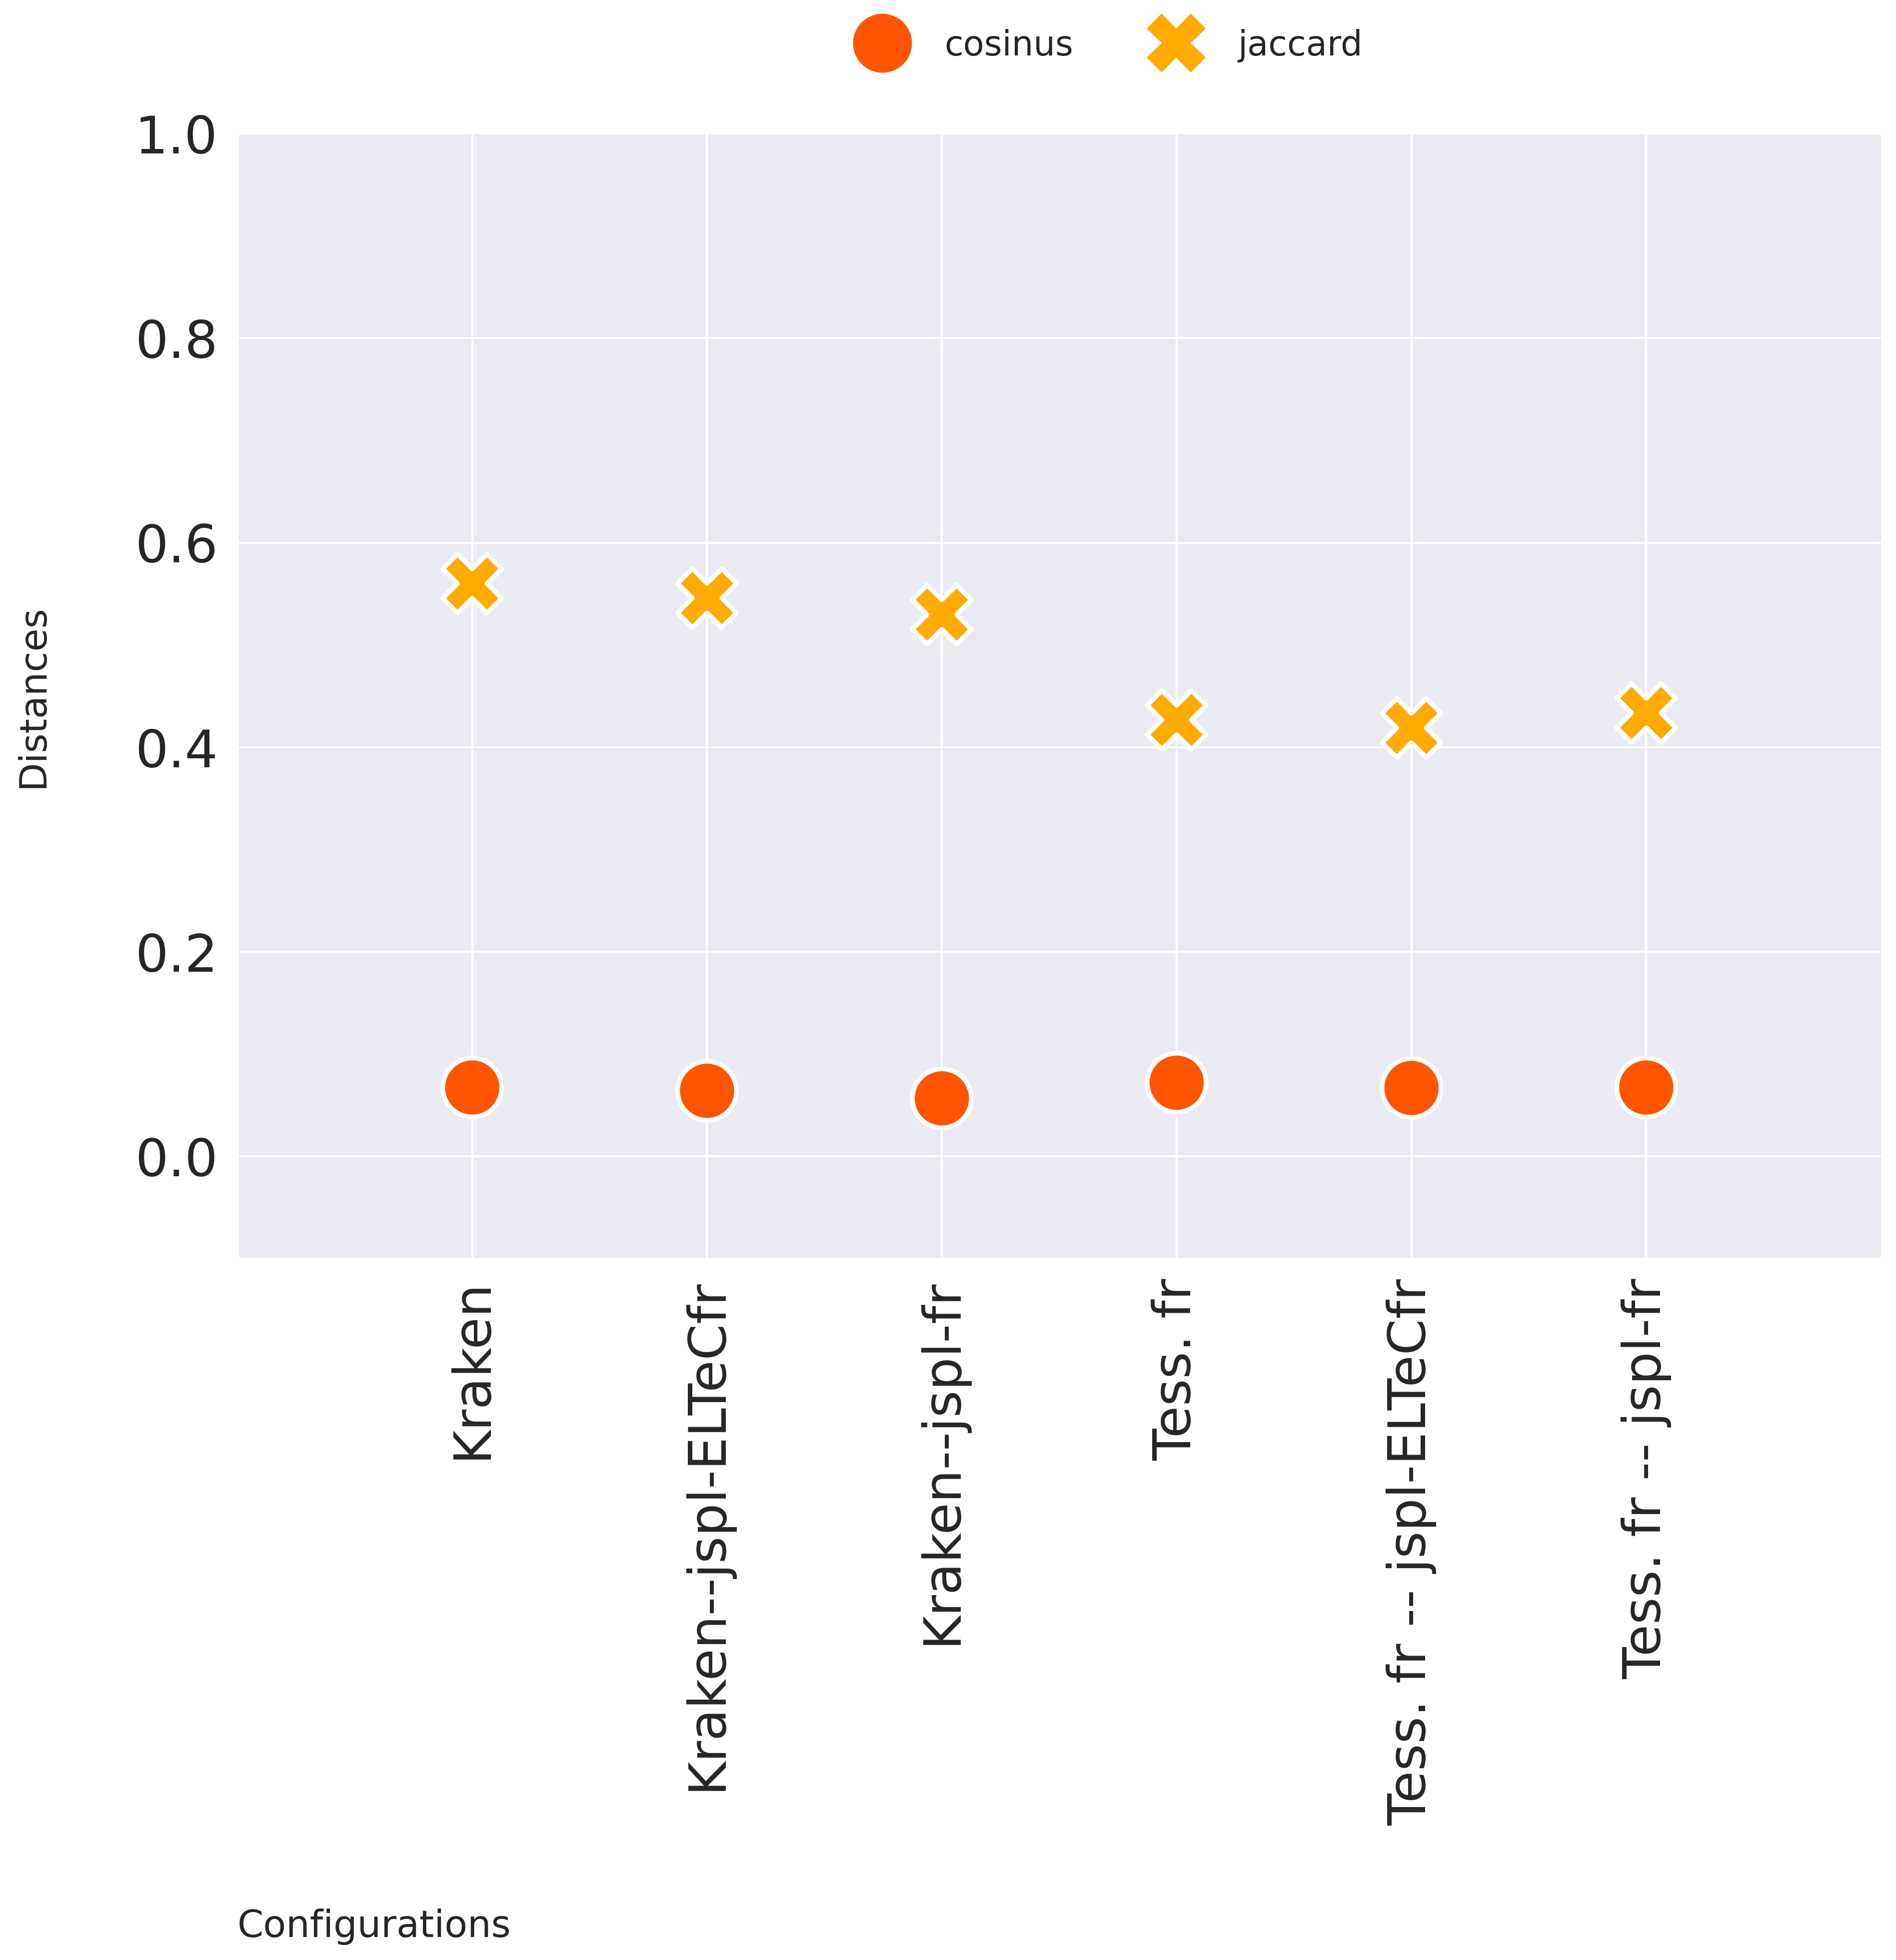 cosinus jaccard
1.0
0.8
0.6
0.4
0.2
0.0
Distances
Kraken
Kraken--jspl-ELTeCfr
Kraken--jspl-fr
Tess. fr
Tess. fr -- jspl-ELTeCfr
Tess. fr -- jspl-fr
Configurations